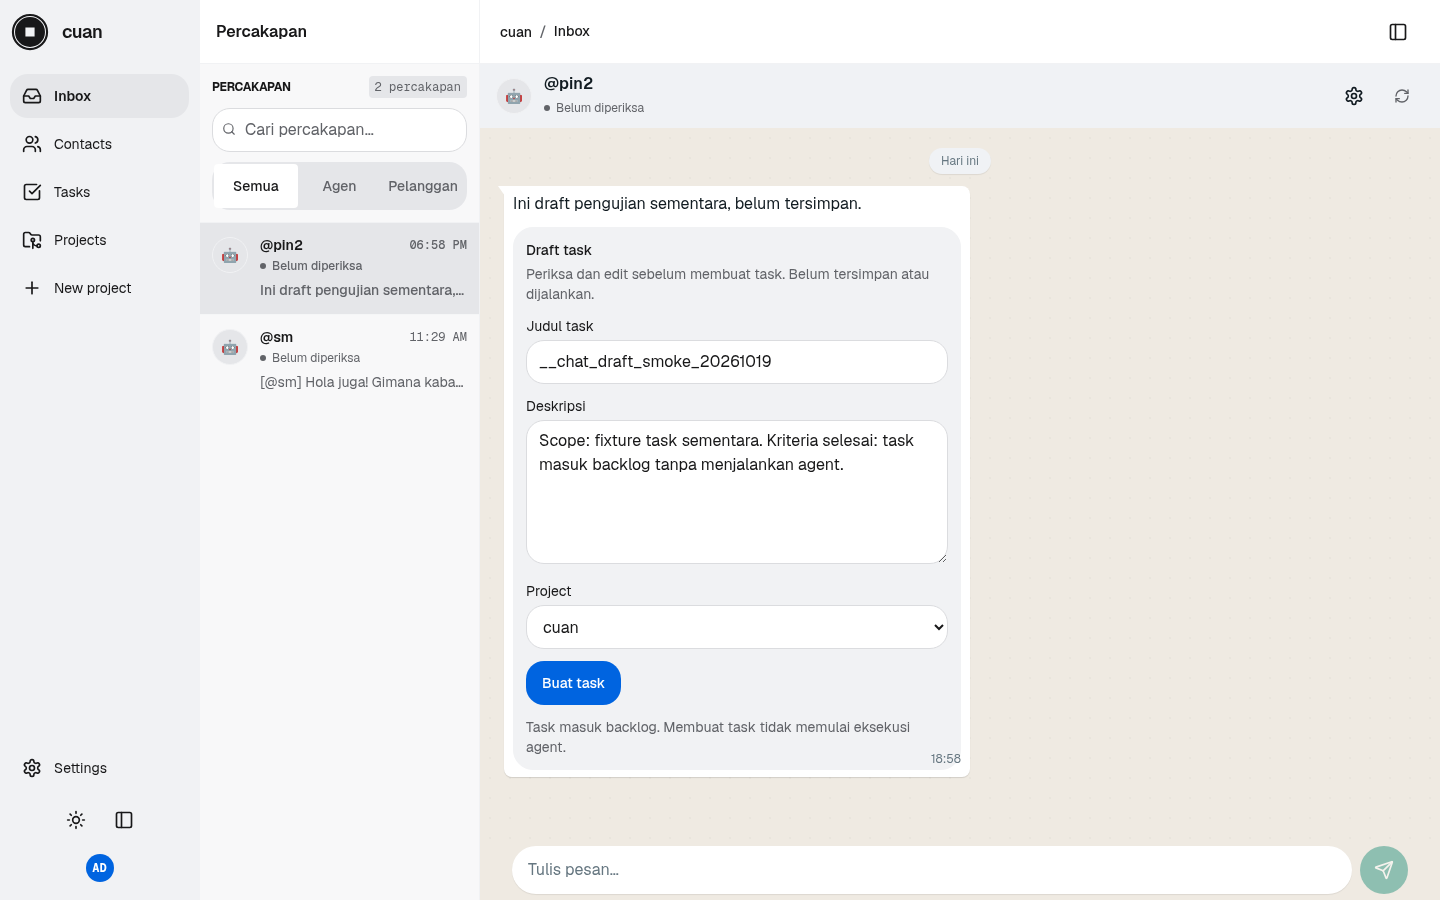 cuan
Inbox
Contacts
Tasks
Projects
New project
Settings
AD
Percakapan
PERCAKAPAN
2 percakapan
Cari percakapan...
Semua
Agen
Pelanggan
@pin2
06:58 PM
Belum diperiksa
Ini draft pengujian sementara,...
@sm
11:29 AM
Belum diperiksa
[@sm] Hola juga! Gimana kaba...
cuan / Inbox
@pin2
Belum diperiksa
Hari ini
Ini draft pengujian sementara, belum tersimpan.
Draft task
Periksa dan edit sebelum membuat task. Belum tersimpan atau
dijalankan.
Judul task
__chat_draft_smoke_20261019
Deskripsi
Scope: fixture task sementara. Kriteria selesai: task
masuk backlog tanpa menjalankan agent.
Project
cuan
Buat task
Task masuk backlog. Membuat task tidak memulai eksekusi
agent.
18:58
Tulis pesan...